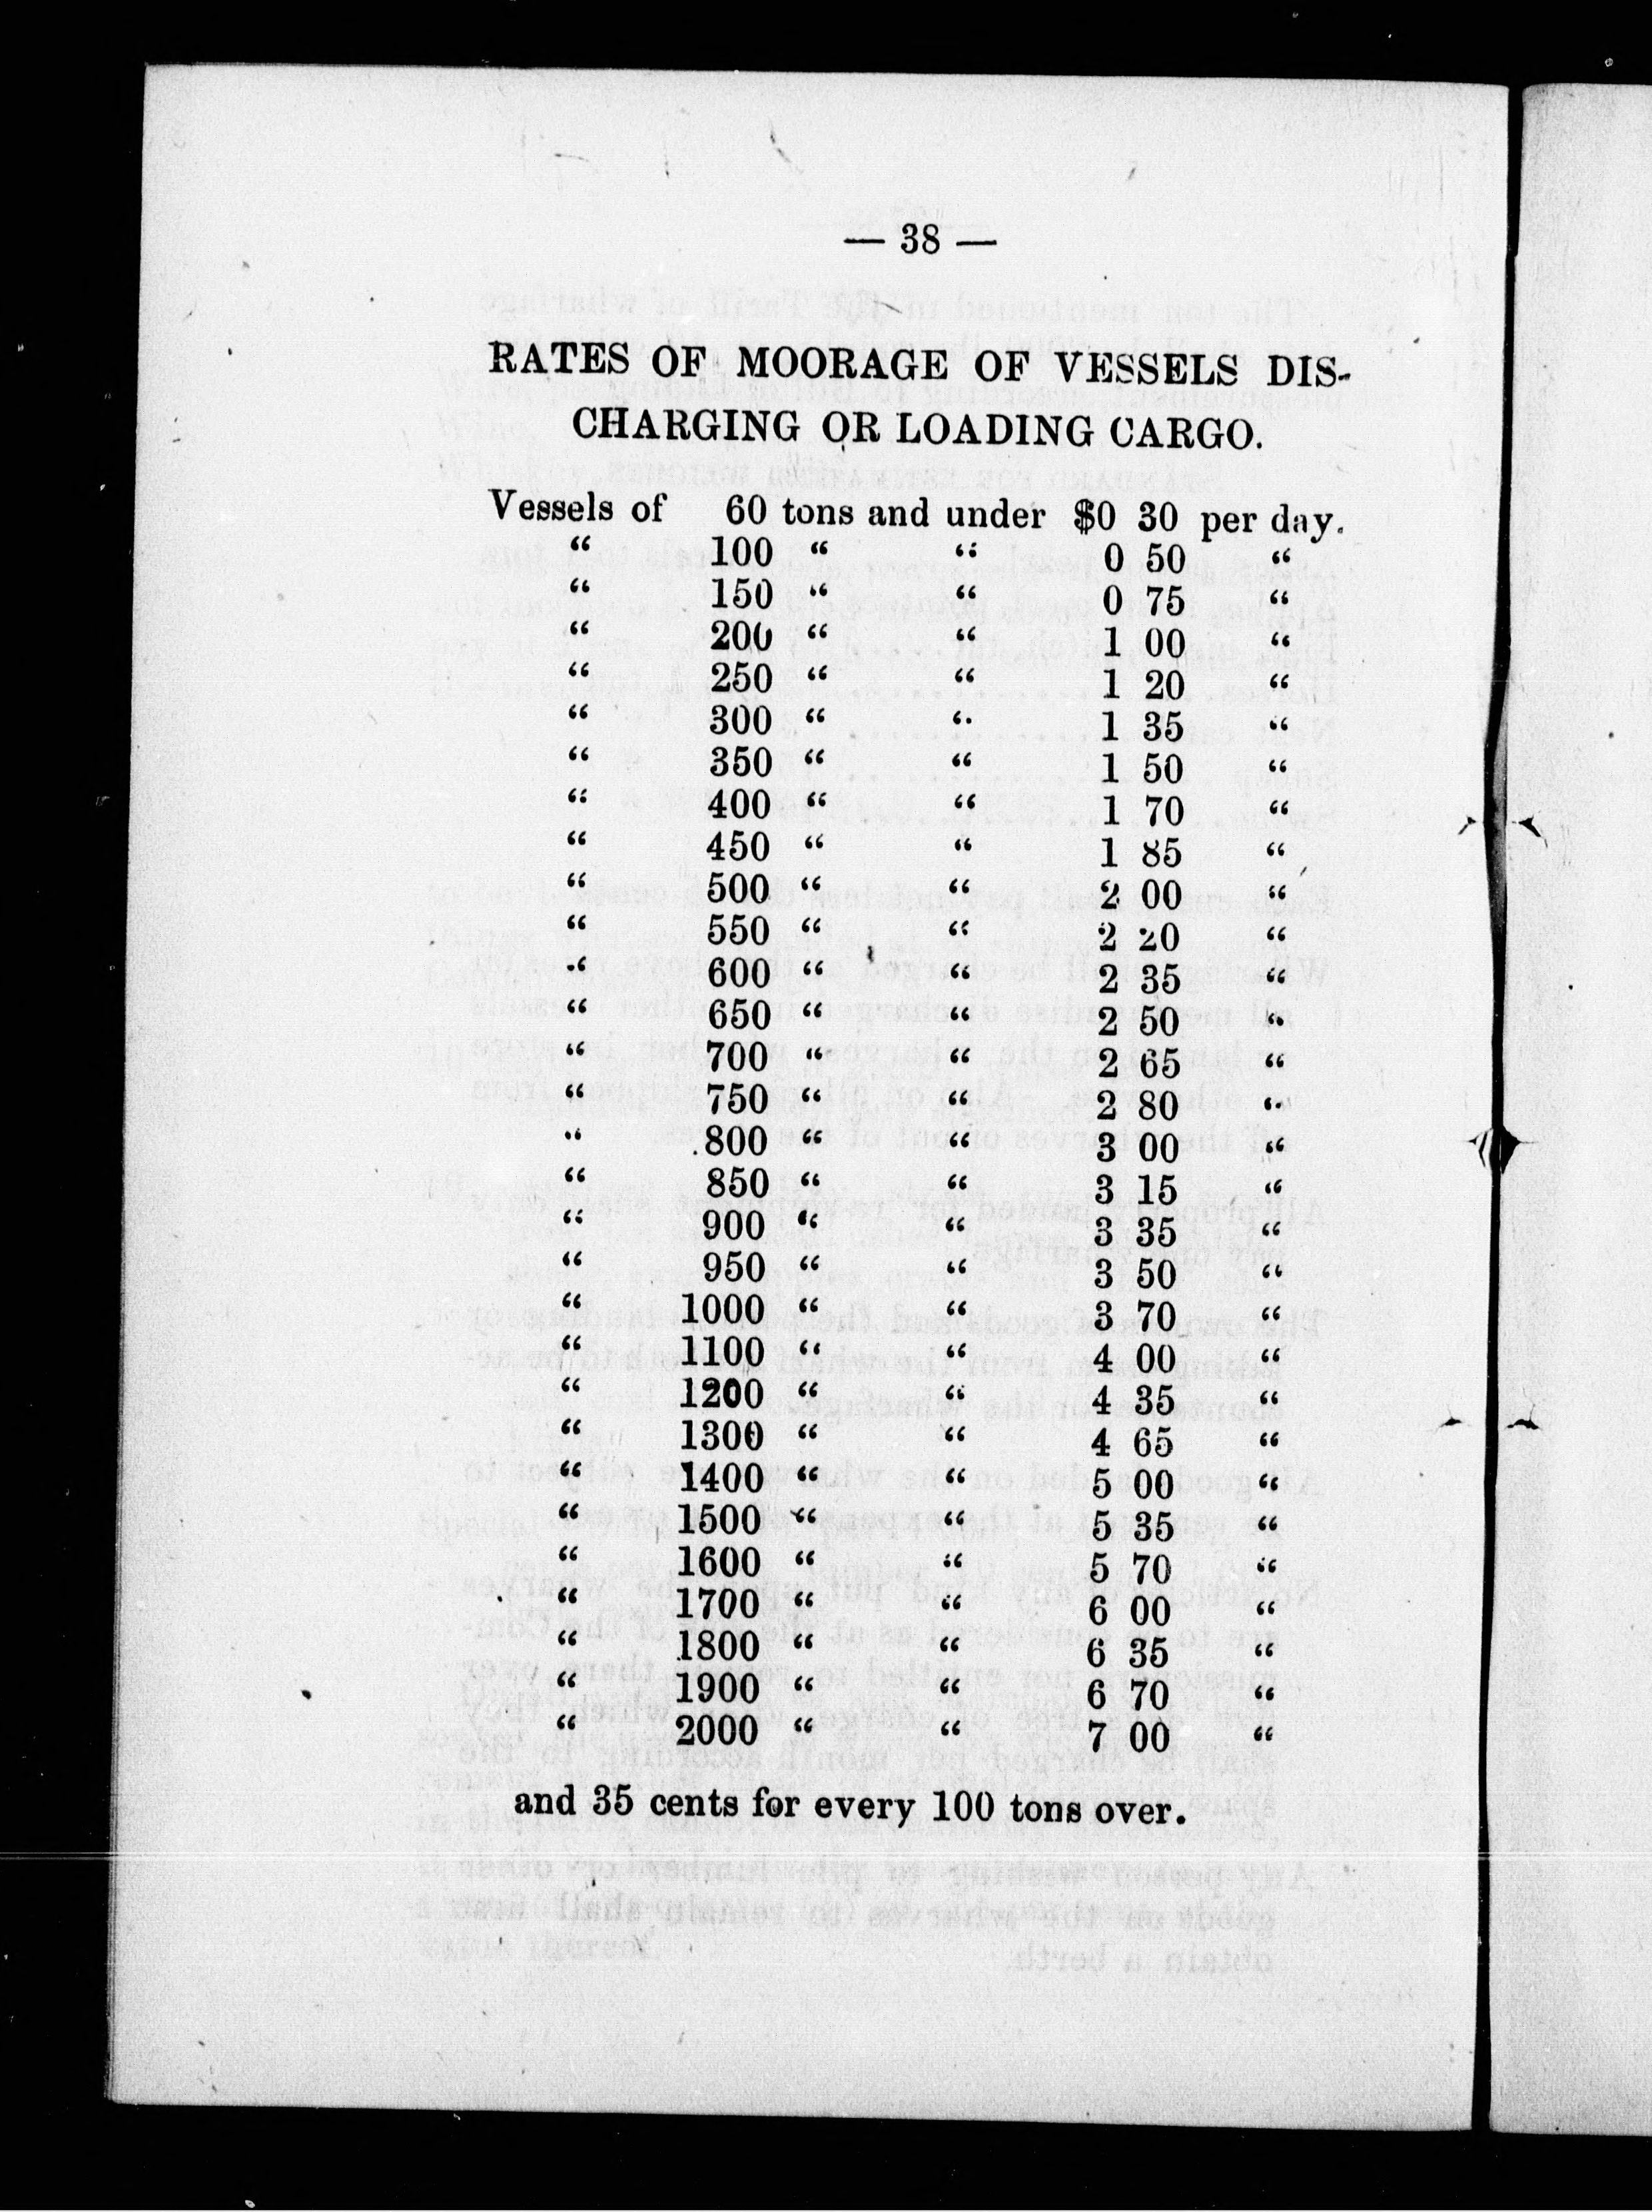 — 38 —
RATES OF MOORAGE OF VESSELS DIS-
CHARGING OR LOADING CARGO.
Vessels of 60 tons and under $0 30 per day.
“ 100 “ “ 0 50 “
“ 150 “ “ 0 75 “
“ 200 “ “ 1 00 “
“ 250 “ “ 1 20 “
“ 300 “ “ 1 35 “
“ 350 “ “ 1 50 “
“ 400 “ “ 1 70 “
“ 450 “ “ 1 85 “
“ 500 “ “ 2 00 “
“ 550 “ “ 2 20 “
“ 600 “ “ 2 35 “
“ 650 “ “ 2 50 “
“ 700 “ “ 2 65 “
“ 750 “ “ 2 80 “
“ 800 “ “ 3 00 “
“ 850 “ “ 3 15 “
“ 900 “ “ 3 35 “
“ 950 “ “ 3 50 “
“ 1000 “ “ 3 70 “
“ 1100 “ “ 4 00 “
“ 1200 “ “ 4 35 “
“ 1300 “ “ 4 65 “
“ 1400 “ “ 5 00 “
“ 1500 “ “ 5 35 “
“ 1600 “ “ 5 70 “
“ 1700 “ “ 6 00 “
“ 1800 “ “ 6 35 “
“ 1900 “ “ 6 70 “
“ 2000 “ “ 7 00 “
and 35 cents for every 100 tons over.